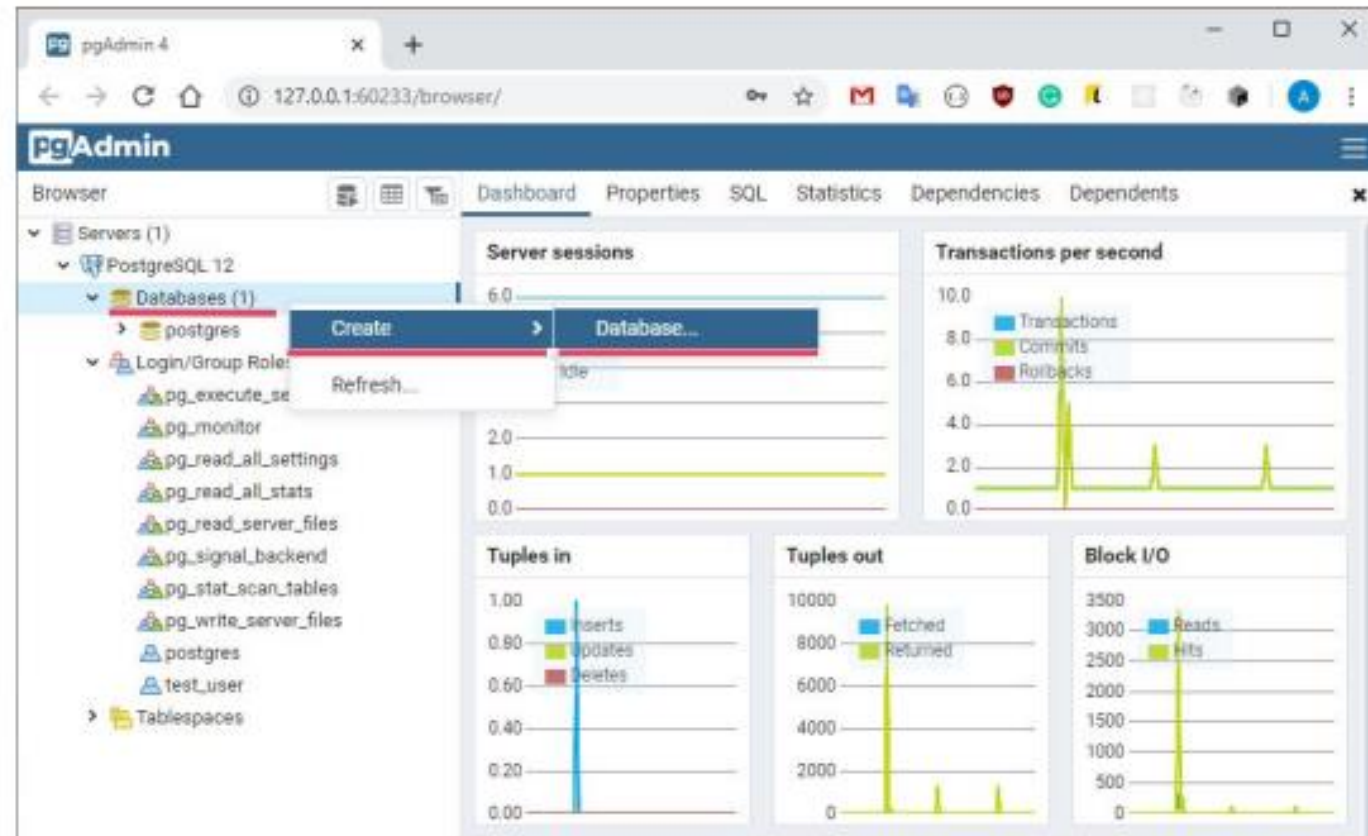 pgAdmin 4
127.0.0.1:60233/browser/
A
pgAdmin
Browser
Dashboard Properties SQL Statistics Dependencies Dependents
Servers (1)
PostgreSQL 12
Databases (1)
postgres
Login/Group Roles
pg_execute_se
pg_monitor
pg_read_all_settings
pg_read_all_stats
pg_read_server_files
pg_signal_backend
pg_stat_scan_tables
pg_write_server_files
postgres
test_user
Tablespaces
Create
Database...
Refresh...
Server sessions
6.0
Idle
2.0
1.0
0.0
Transactions per second
10.0
8.0
6.0
4.0
2.0
0.0
Transactions
Commits
Rollbacks
Tuples in
1.00
0.80
0.60
0.40
0.20
0.00
Inserts
Updates
Deletes
Tuples out
10000
8000
6000
4000
2000
0
Fetched
Returned
Block I/O
3500
3000
2500
2000
1500
1000
500
0
Reads
Hits